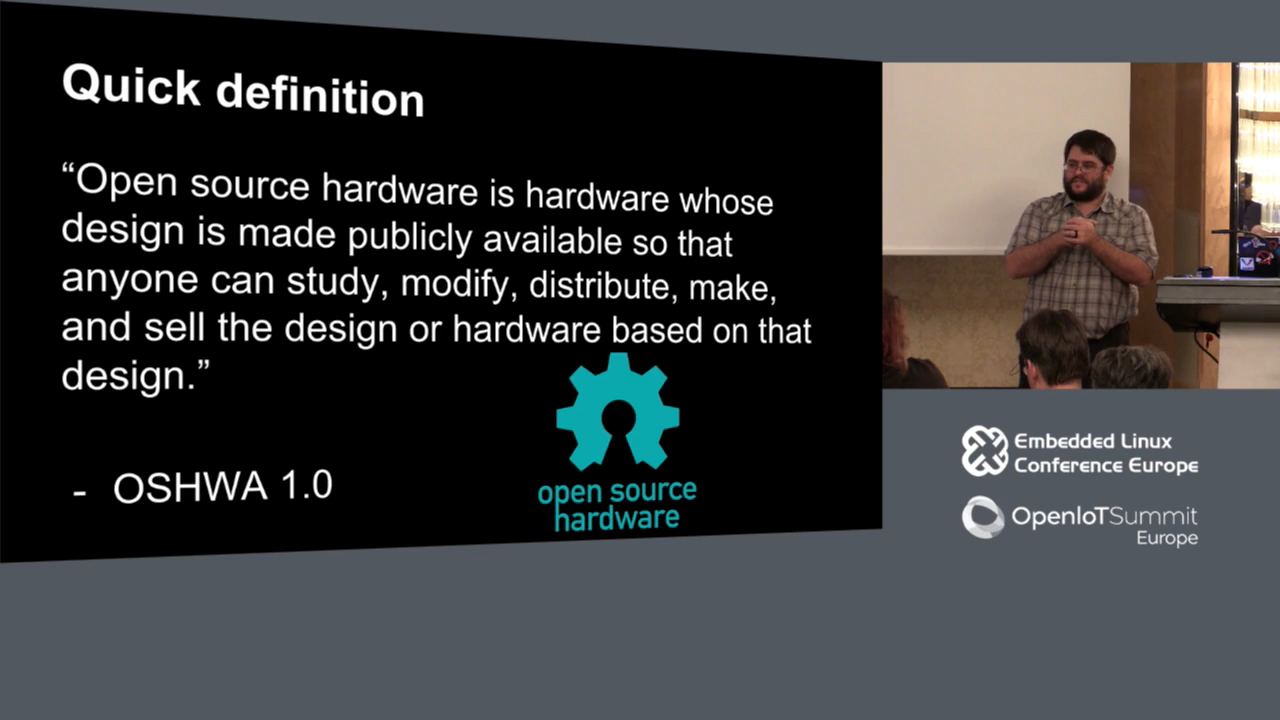 Quick definition
“Open source hardware is hardware whose
design is made publicly available so that
anyone can study, modify, distribute, make,
and sell the design or hardware based on that
design.”
- OSHWA 1.0
open source
hardware
Embedded Linux
Conference Europe
OpenIoTSummit
Europe